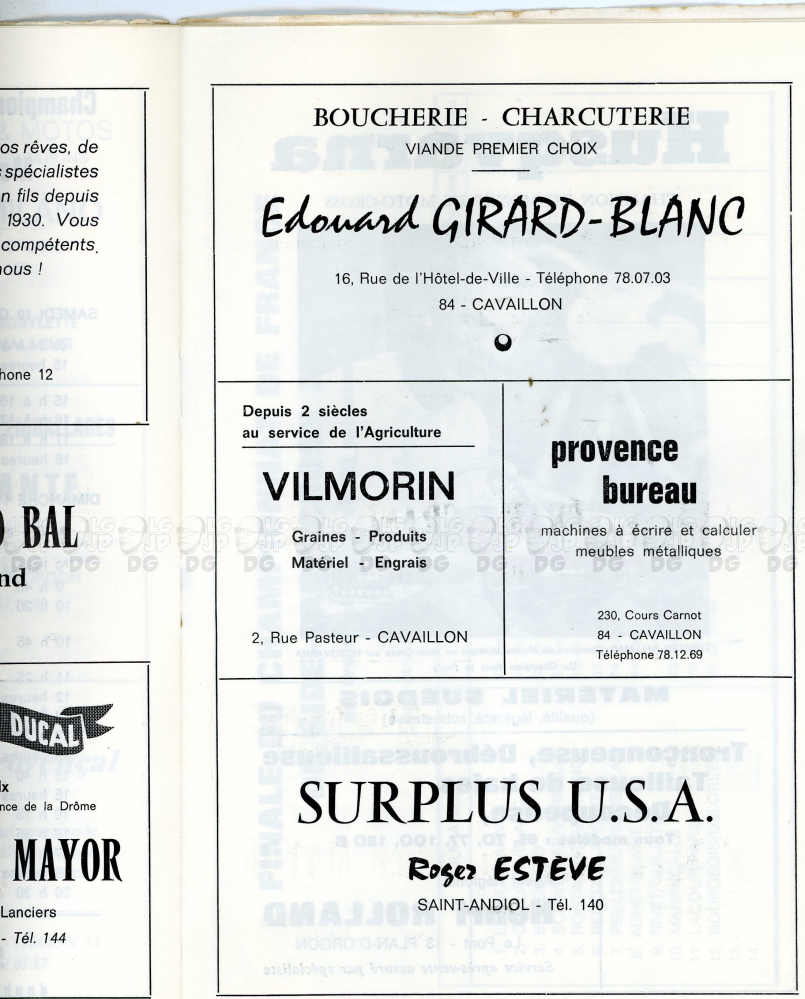 os rêves, de
spécialistes
n fils depuis
1930. Vous
compétents.
ous !
hone 12
BAL
nd
DUCAL
ix
nce de la Drôme
MAYOR
Lanciers
- Tél. 144
BOUCHERIE - CHARCUTERIE
VIANDE PREMIER CHOIX
Edouard GIRARD-BLANC
16, Rue de l'Hôtel-de-Ville - Téléphone 78.07.03
84 - CAVAILLON
Depuis 2 siècles
au service de l'Agriculture
VILMORIN
Graines - Produits
Matériel - Engrais
2, Rue Pasteur - CAVAILLON
provence
bureau
machines à écrire et calculer
meubles métalliques
230, Cours Carnot
84 - CAVAILLON
Téléphone 78.12.69
SURPLUS U.S.A.
Roger ESTÈVE
SAINT-ANDIOL - Tél. 140